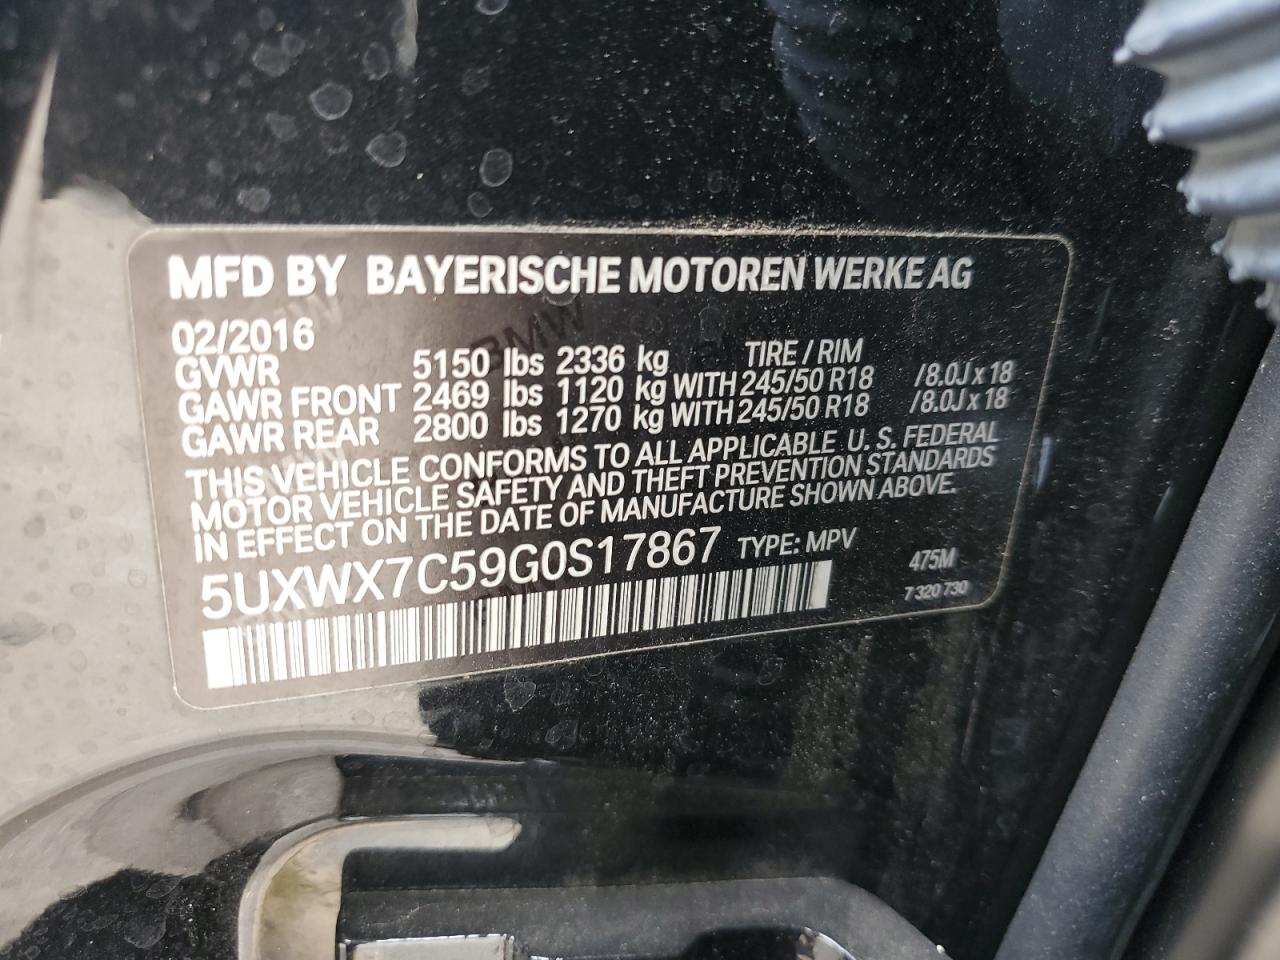 MFD BY BAYERISCHE MOTOREN WERKE AG
02/2016
GVWR 5150 lbs 2336 kg TIRE / RIM
GAWR FRONT 2469 lbs 1120 kg WITH 245/50 R18 /8.0J x 18
GAWR REAR 2800 lbs 1270 kg WITH 245/50 R18 /8.0J x 18
THIS VEHICLE CONFORMS TO ALL APPLICABLE U. S. FEDERAL
MOTOR VEHICLE SAFETY AND THEFT PREVENTION STANDARDS
IN EFFECT ON THE DATE OF MANUFACTURE SHOWN ABOVE.
5UXWX7C59G0S17867 TYPE: MPV 475M
7 320 730
BMW